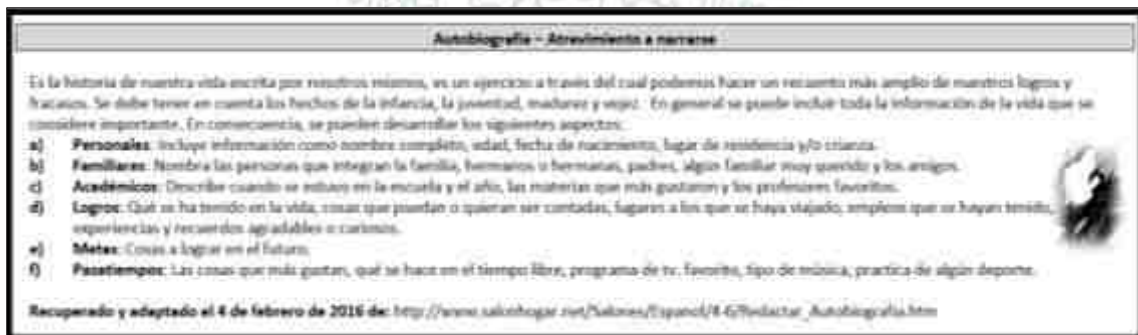 Autobiografía – Atrevimiento a narrarse
Es la historia de nuestra vida escrita por nosotros mismos, es un ejercicio a través del cual podemos hacer un recuento más amplio de nuestros logros y
fracasos. Se debe tener en cuenta los hechos de la infancia, la juventud, madurez y vejez. En general se puede incluir toda la información de la vida que se
considere importante. En consecuencia, se pueden desarrollar los siguientes aspectos:
a) Personales: Incluye información como nombre completo, edad, fecha de nacimiento, lugar de residencia y/o crianza.
b) Familiares: Nombra las personas que integran la familia, hermanos o hermanas, padres, algún familiar muy querido y los amigos.
c) Académicos: Describe cuando se estuvo en la escuela y el año, las materias que más gustaron y los profesores favoritos.
d) Logros: Qué se ha tenido en la vida, cosas que puedan o quieran ser contadas, lugares a los que se haya viajado, empleos que se hayan tenido,
experiencias y recuerdos agradables o curiosos.
e) Metas: Cosas a lograr en el futuro.
f) Pasatiempos: Las cosas que más gustan, qué se hace en el tiempo libre, programa de tv. favorito, tipo de música, practica de algún deporte.
Recuperado y adaptado el 4 de febrero de 2016 de: http://www.salonhogar.net/Salones/Espanol/4-6/Redactar_Autobiografia.htm